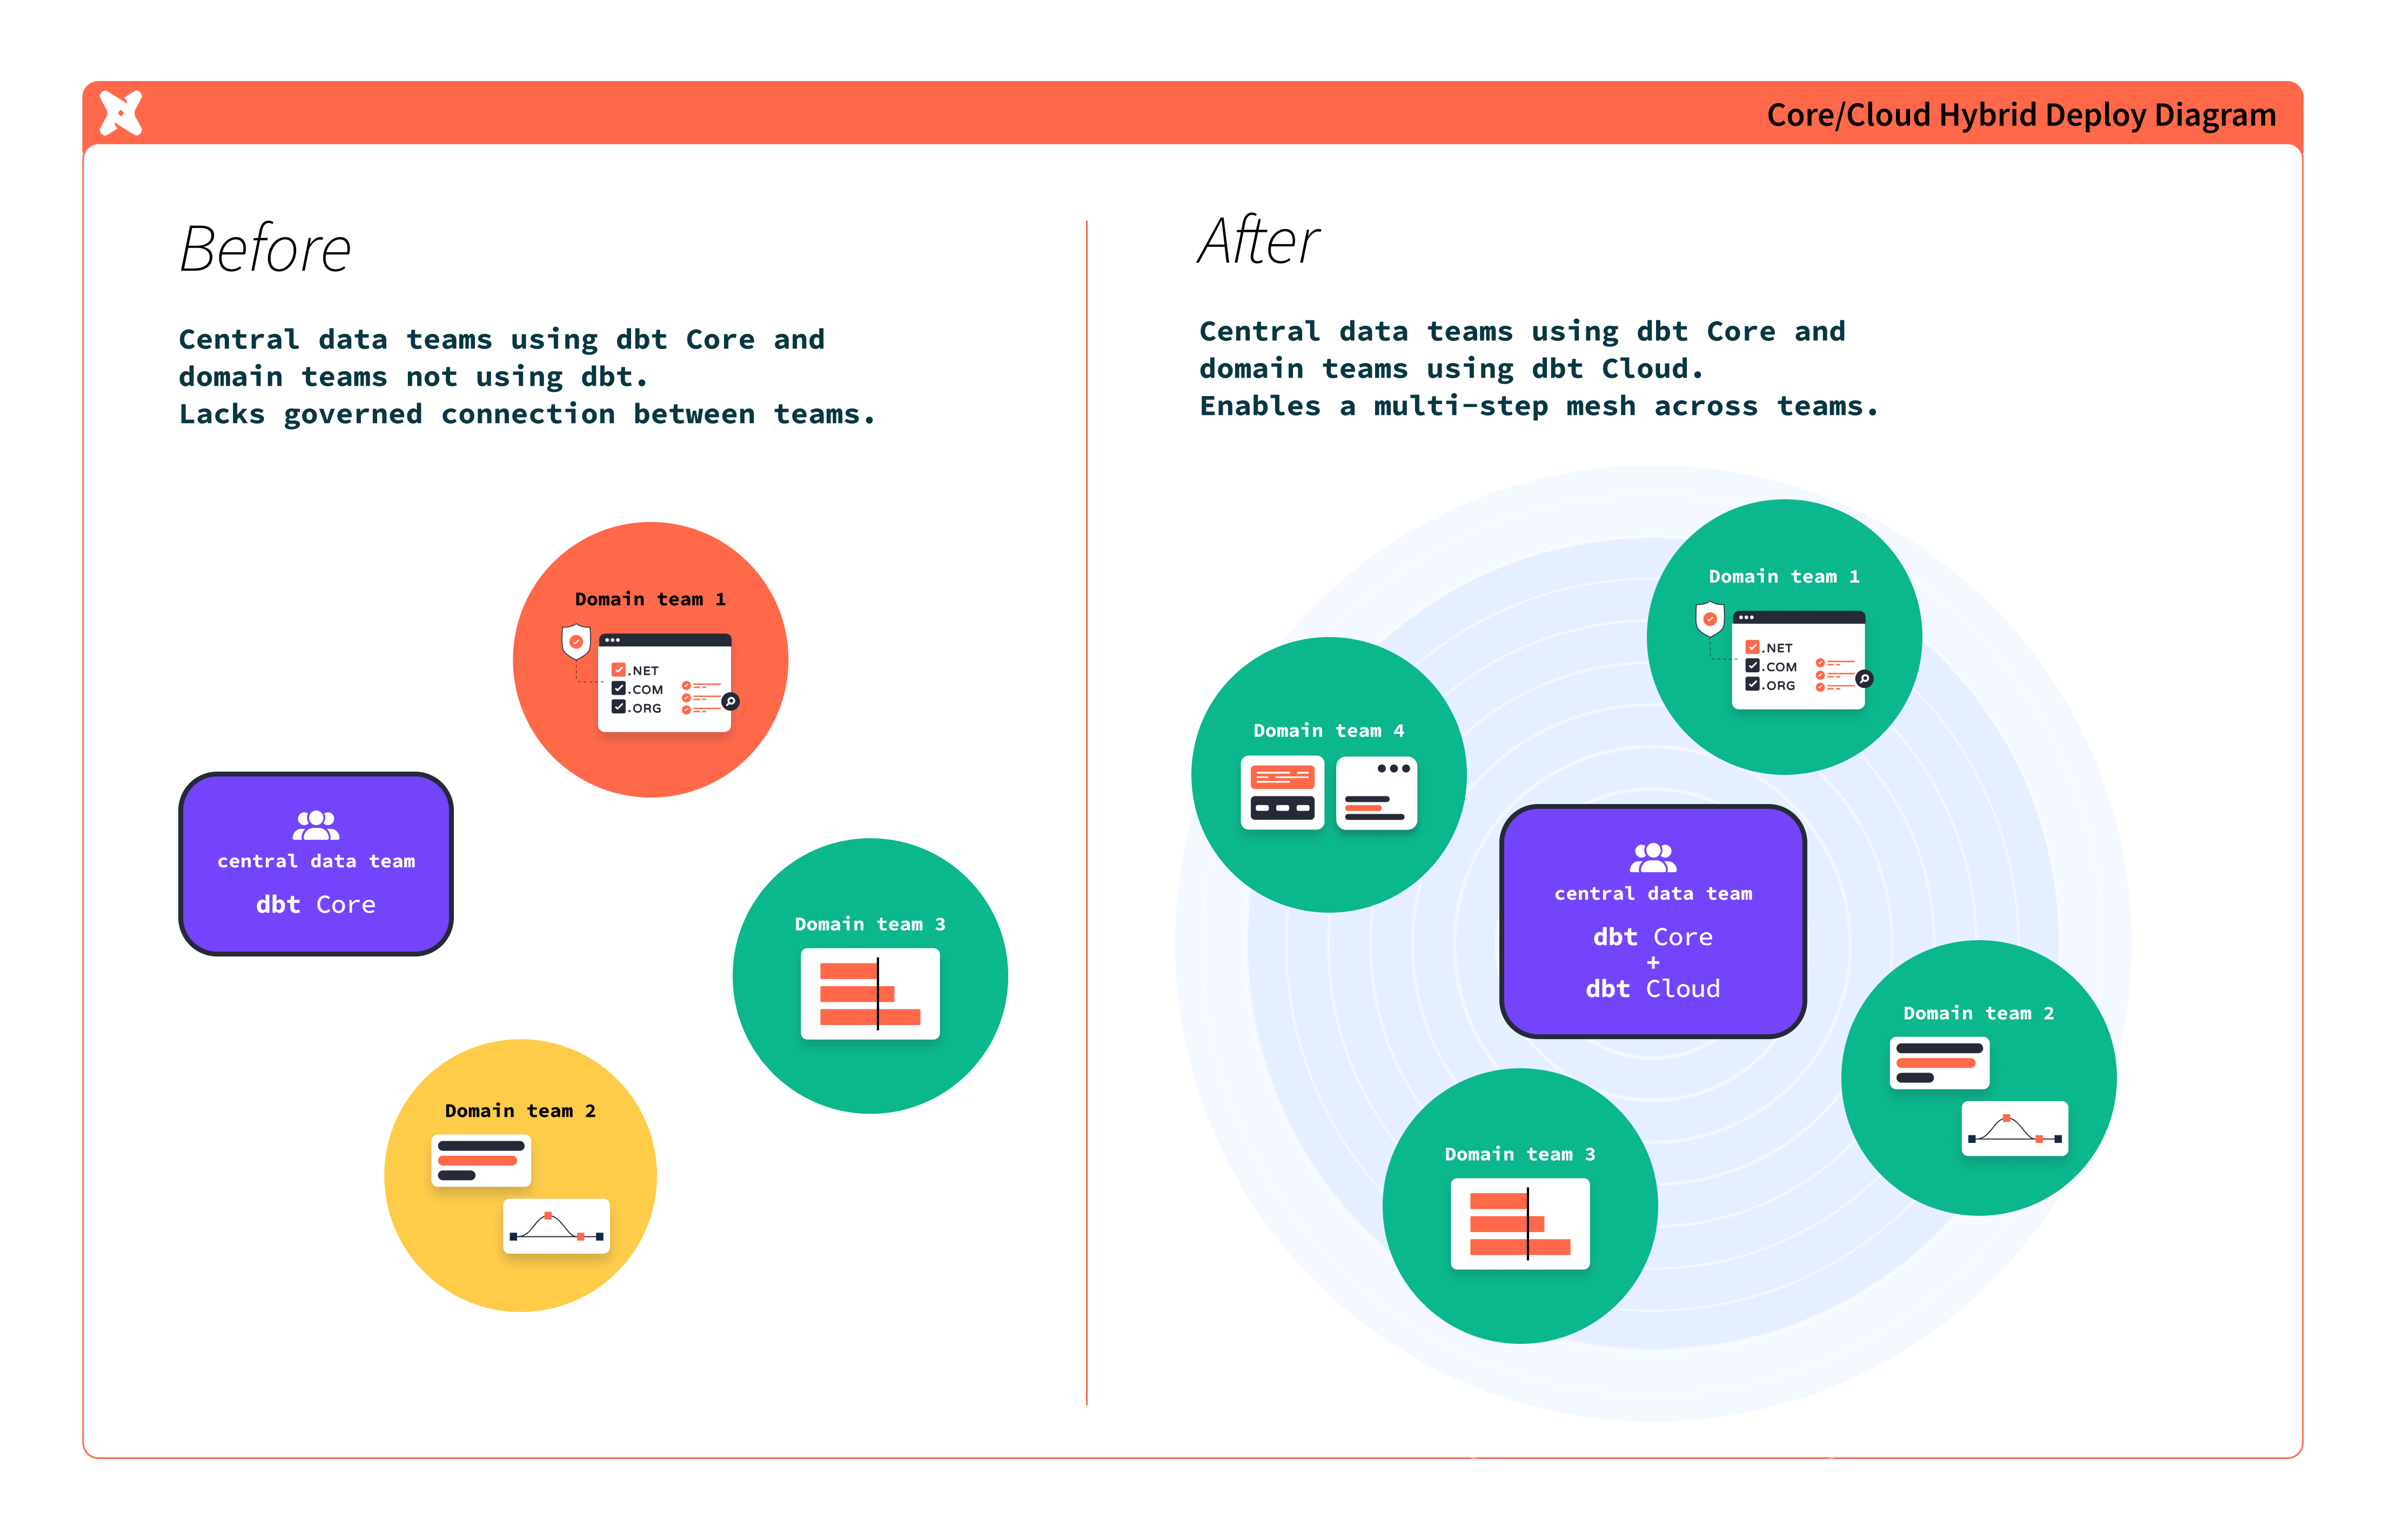 Core/Cloud Hybrid Deploy Diagram
Before
Central data teams using dbt Core and
domain teams not using dbt.
Lacks governed connection between teams.
Domain team 1
.NET
.COM
.ORG
central data team
dbt Core
Domain team 3
Domain team 2
After
Central data teams using dbt Core and
domain teams using dbt Cloud.
Enables a multi-step mesh across teams.
Domain team 1
.NET
.COM
.ORG
Domain team 4
central data team
dbt Core
+
dbt Cloud
Domain team 2
Domain team 3